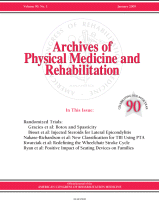 Volume 90, No. 1
January 2009
Archives of
Physical Medicine and
Rehabilitation
90
In This Issue:
Randomized Trials:
Gracies et al: Botox and Spasticity
Bisset et al: Injected Steroids for Lateral Epicondylitis
Nakase-Richardson et al: New Classification for TBI Using PTA
Kwarciak et al: Redefining the Wheelchair Stroke Cycle
Ryan et al: Positive Impact of Seating Devices on Families
AMERICAN CONGRESS OF REHABILITATION MEDICINE